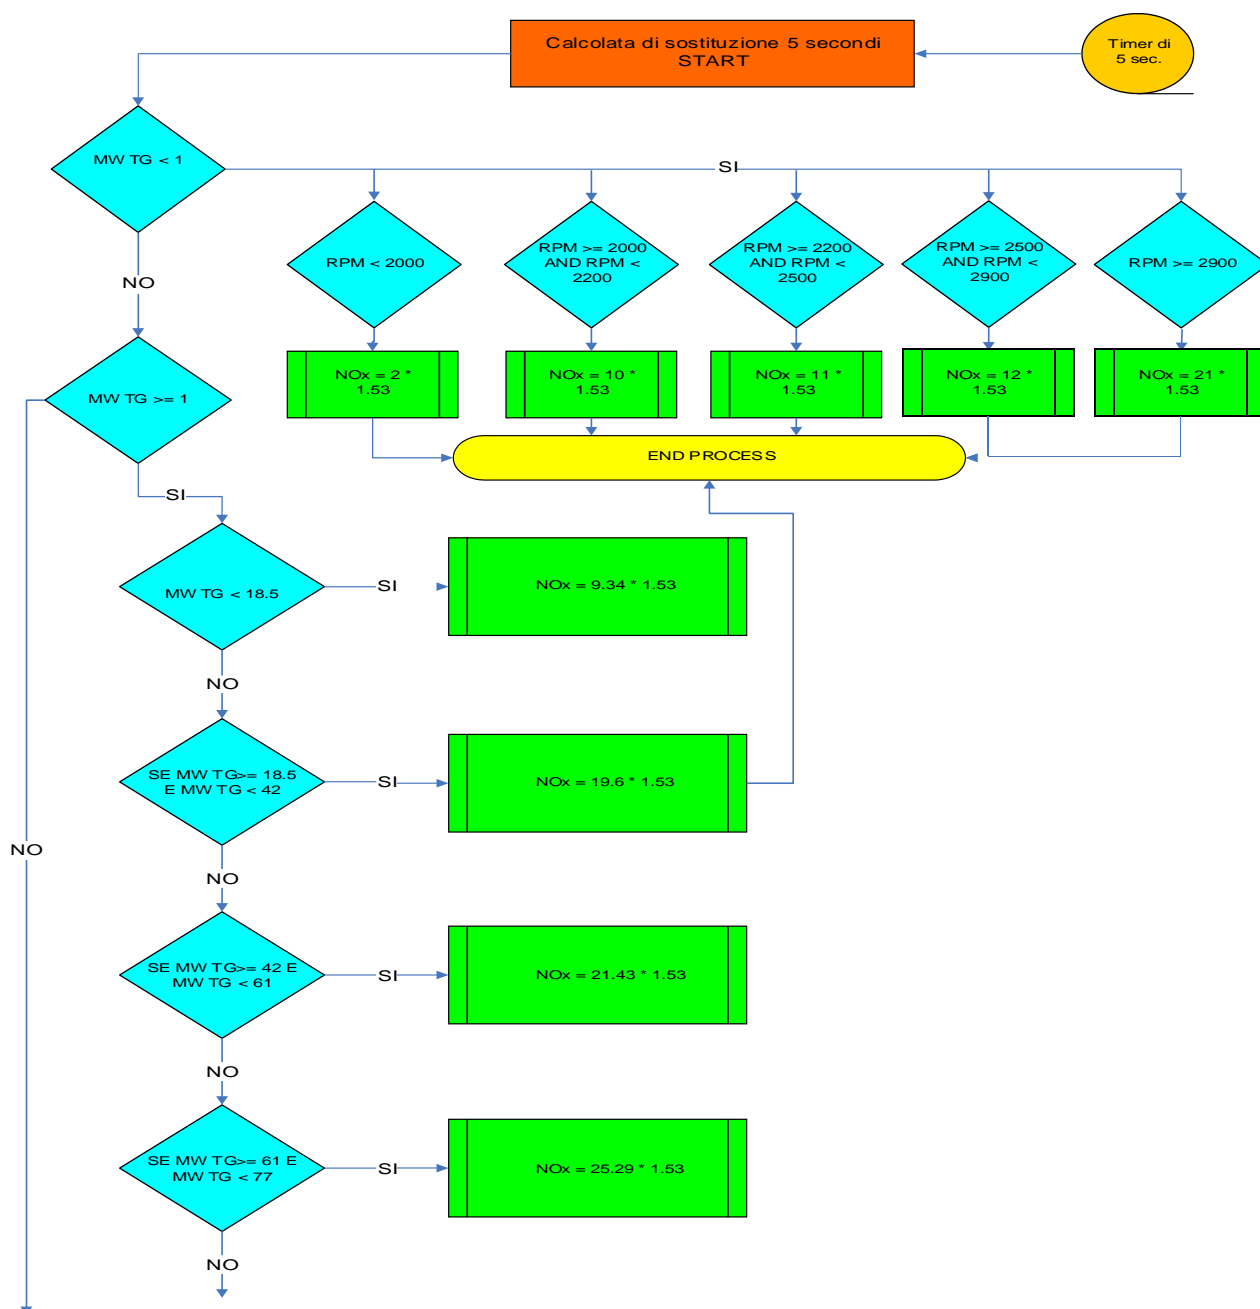 Calcolata di sostituzione 5 secondi
START
Timer di
5 sec.
MW TG < 1
SI
RPM < 2000
RPM >= 2000
AND RPM <
2200
RPM >= 2200
AND RPM <
2500
RPM >= 2500
AND RPM <
2900
RPM >= 2900
NO
NOx = 2 *
1.53
NOx = 10 *
1.53
NOx = 11 *
1.53
NOx = 12 *
1.53
NOx = 21 *
1.53
MW TG >= 1
END PROCESS
SI
MW TG < 18.5
SI
NOx = 9.34 * 1.53
NO
SE MW TG>= 18.5
E MW TG < 42
SI
NOx = 19.6 * 1.53
NO
NO
SE MW TG>= 42 E
MW TG < 61
SI
NOx = 21.43 * 1.53
NO
SE MW TG>= 61 E
MW TG < 77
SI
NOx = 25.29 * 1.53
NO